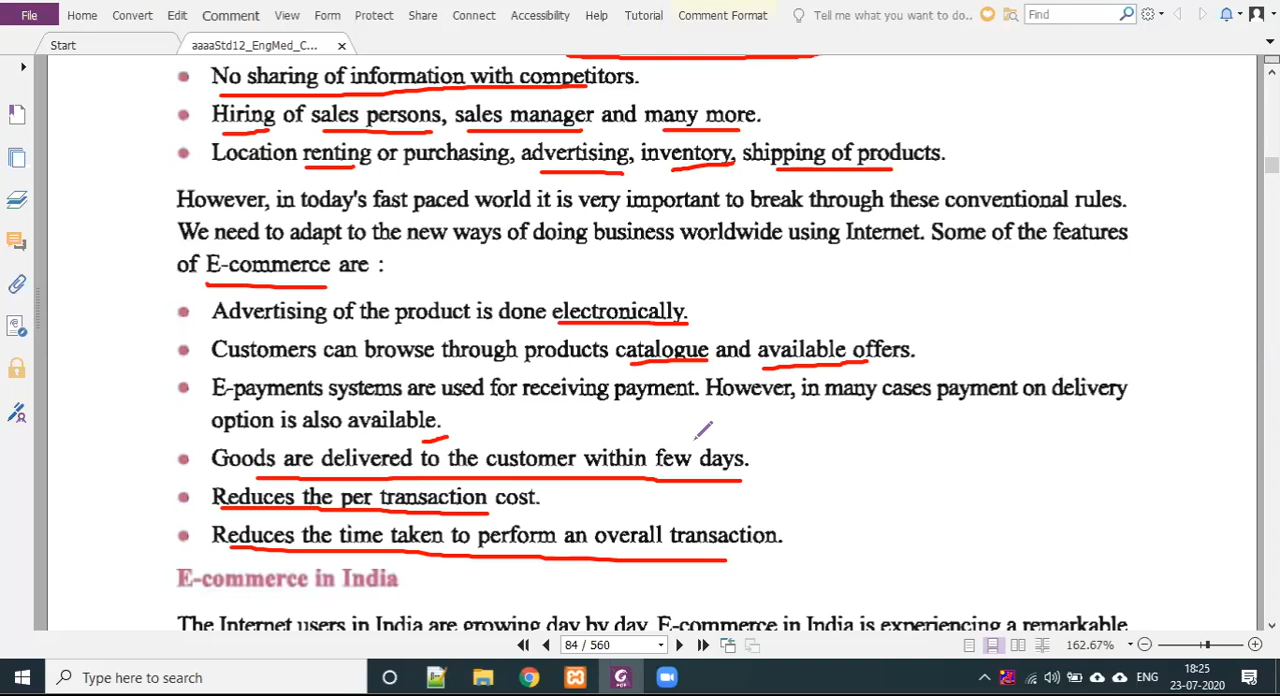 File Home Convert Edit Comment View Form Protect Share Connect Accessibility Help Tutorial Comment Format Tell me what you want to do.. Find
Start aaaaStd12_EngMed_C...
No sharing of information with competitors.
Hiring of sales persons, sales manager and many more.
Location renting or purchasing, advertising, inventory, shipping of products.
However, in today's fast paced world it is very important to break through these conventional rules.
We need to adapt to the new ways of doing business worldwide using Internet. Some of the features
of E-commerce are :
Advertising of the product is done electronically.
Customers can browse through products catalogue and available offers.
E-payments systems are used for receiving payment. However, in many cases payment on delivery
option is also available.
Goods are delivered to the customer within few days.
Reduces the per transaction cost.
Reduces the time taken to perform an overall transaction.
E-commerce in India
The Internet users in India are growing day by day. E-commerce in India is experiencing a remarkable
84 / 560 162.67%
Type here to search ENG 18:25
23-07-2020